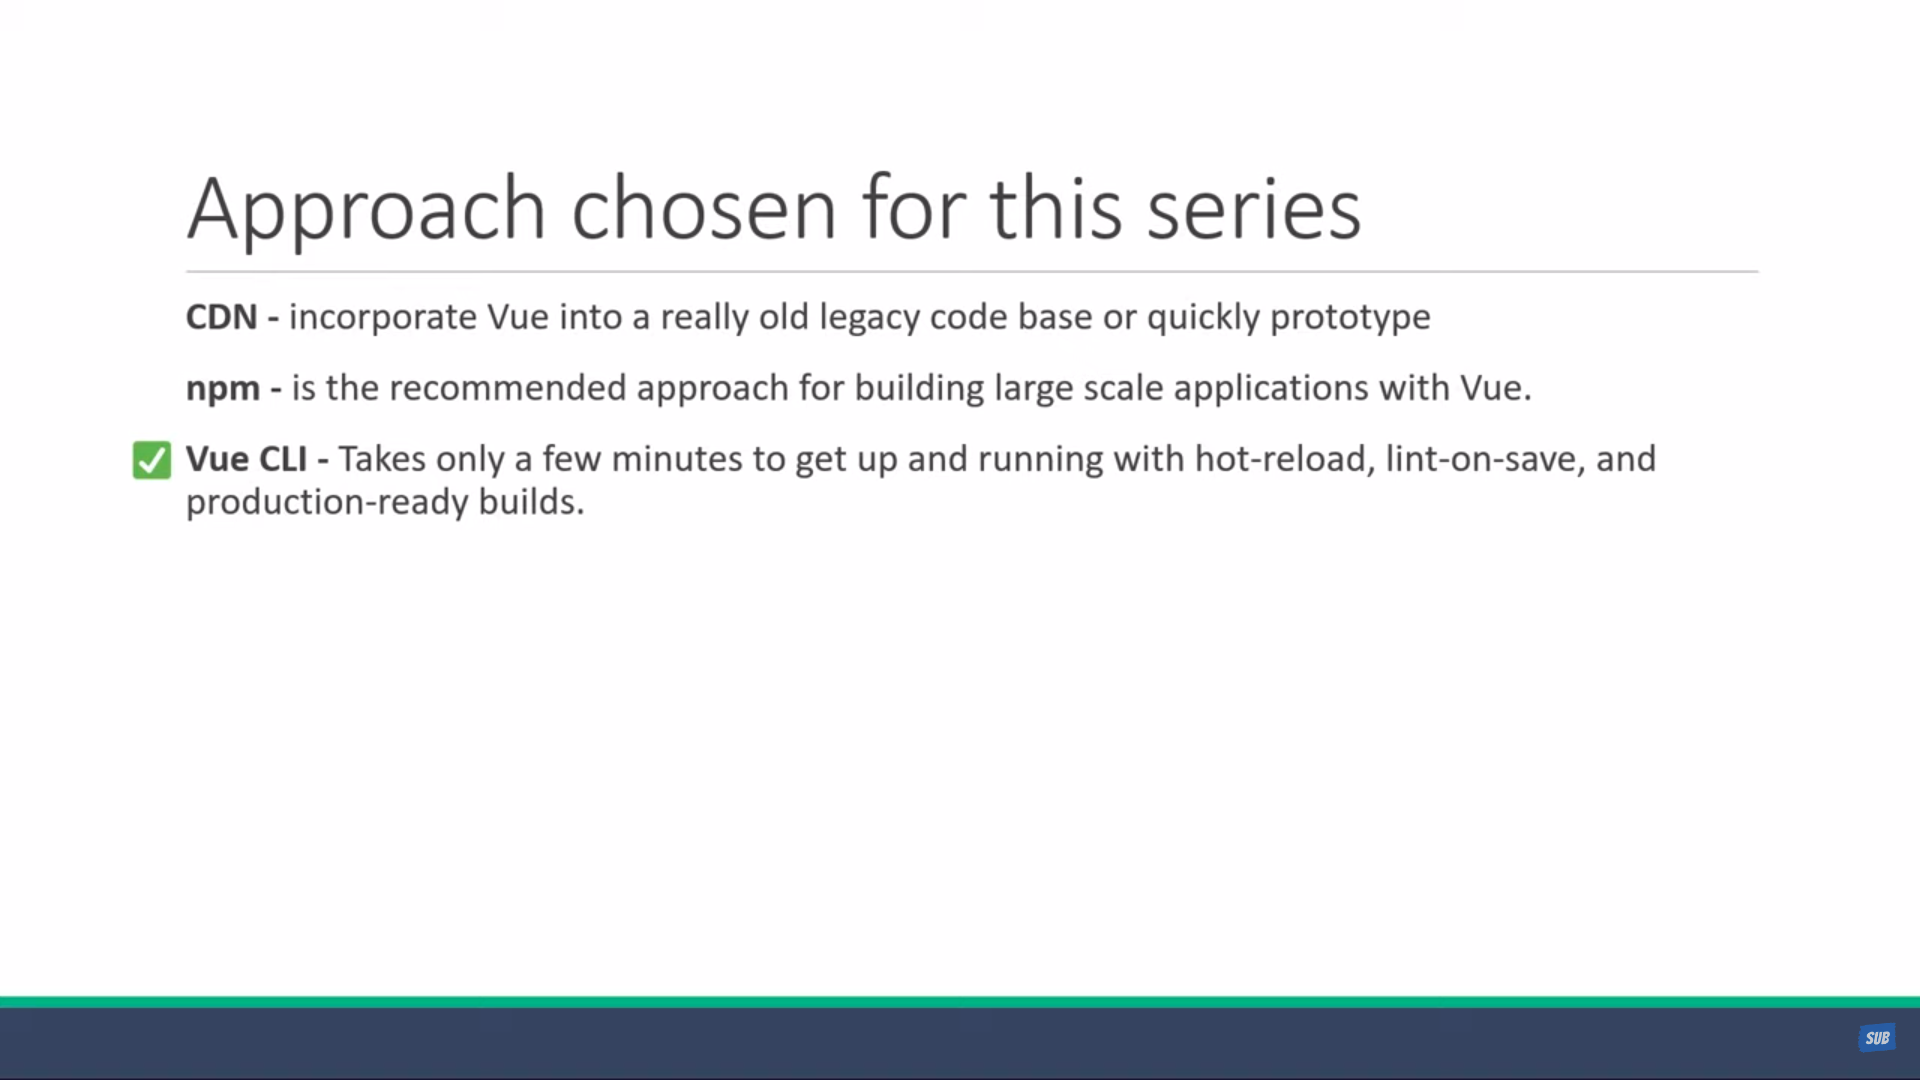 Approach chosen for this series
CDN - incorporate Vue into a really old legacy code base or quickly prototype
npm - is the recommended approach for building large scale applications with Vue.
Vue CLI - Takes only a few minutes to get up and running with hot-reload, lint-on-save, and
production-ready builds.
SUB